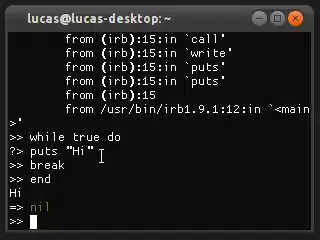 lucas@lucas-desktop: ~
from (irb):15:in `call'
from (irb):15:in `write'
from (irb):15:in `puts'
from (irb):15:in `puts'
from (irb):15
from /usr/bin/irb1.9.1:12:in `<main
>'
>> while true do
?> puts "Hi"
>> break
>> end
Hi
=> nil
>>